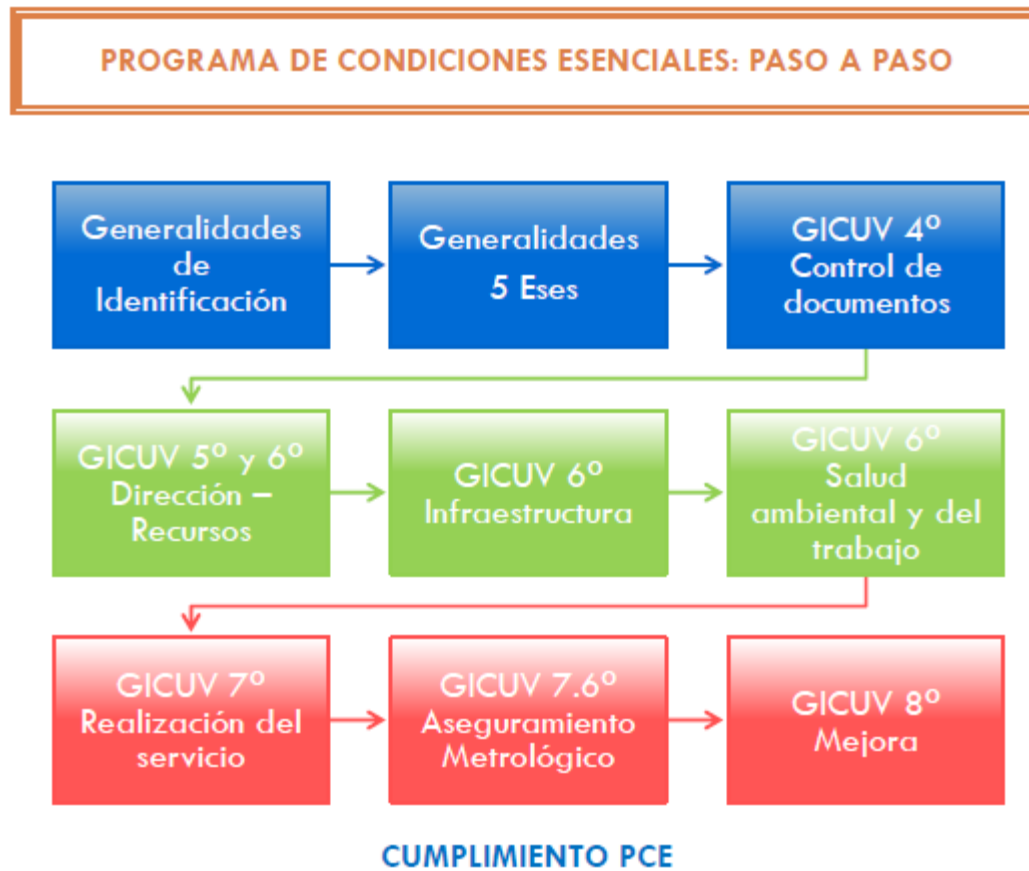 PROGRAMA DE CONDICIONES ESENCIALES: PASO A PASO
Generalidades
de
Identificación
Generalidades
5 Eses
GICUV 4º
Control de
documentos
GICUV 5º y 6º
Dirección –
Recursos
GICUV 6º
Infraestructura
GICUV 6º
Salud
ambiental y del
trabajo
GICUV 7º
Realización del
servicio
GICUV 7.6º
Aseguramiento
Metrológico
GICUV 8º
Mejora
CUMPLIMIENTO PCE